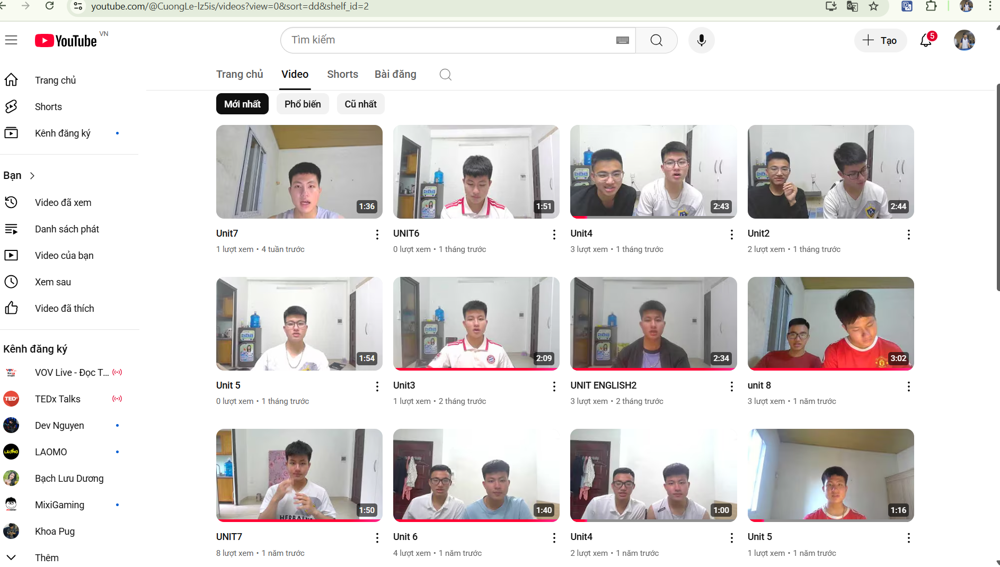 youtube.com/@CuongLe-lz5is/videos?view=0&sort=dd&shelf_id=2
YouTube VN
Tìm kiếm
Tạo
5
Trang chủ
Shorts
Kênh đăng ký
Bạn
Video đã xem
Danh sách phát
Video của bạn
Xem sau
Video đã thích
Kênh đăng ký
VOV Live - Đọc T...
TEDx Talks
Dev Nguyen
LAOMO
Bạch Lưu Dương
MixiGaming
Khoa Pug
Thêm
Trang chủ Video Shorts Bài đăng
Mới nhất Phổ biến Cũ nhất
1:36 1:51 2:43 2:44
Unit7 UNIT6 Unit4 Unit2
1 lượt xem • 4 tuần trước 0 lượt xem • 1 tháng trước 3 lượt xem • 1 tháng trước 2 lượt xem • 1 tháng trước
1:54 2:09 2:34 3:02
Unit 5 Unit3 UNIT ENGLISH2 unit 8
0 lượt xem • 1 tháng trước 1 lượt xem • 2 tháng trước 3 lượt xem • 2 tháng trước 3 lượt xem • 1 năm trước
1:50 1:40 1:00 1:16
UNIT7 Unit 6 Unit4 Unit 5
8 lượt xem • 1 năm trước 4 lượt xem • 1 năm trước 2 lượt xem • 1 năm trước 1 lượt xem • 1 năm trước